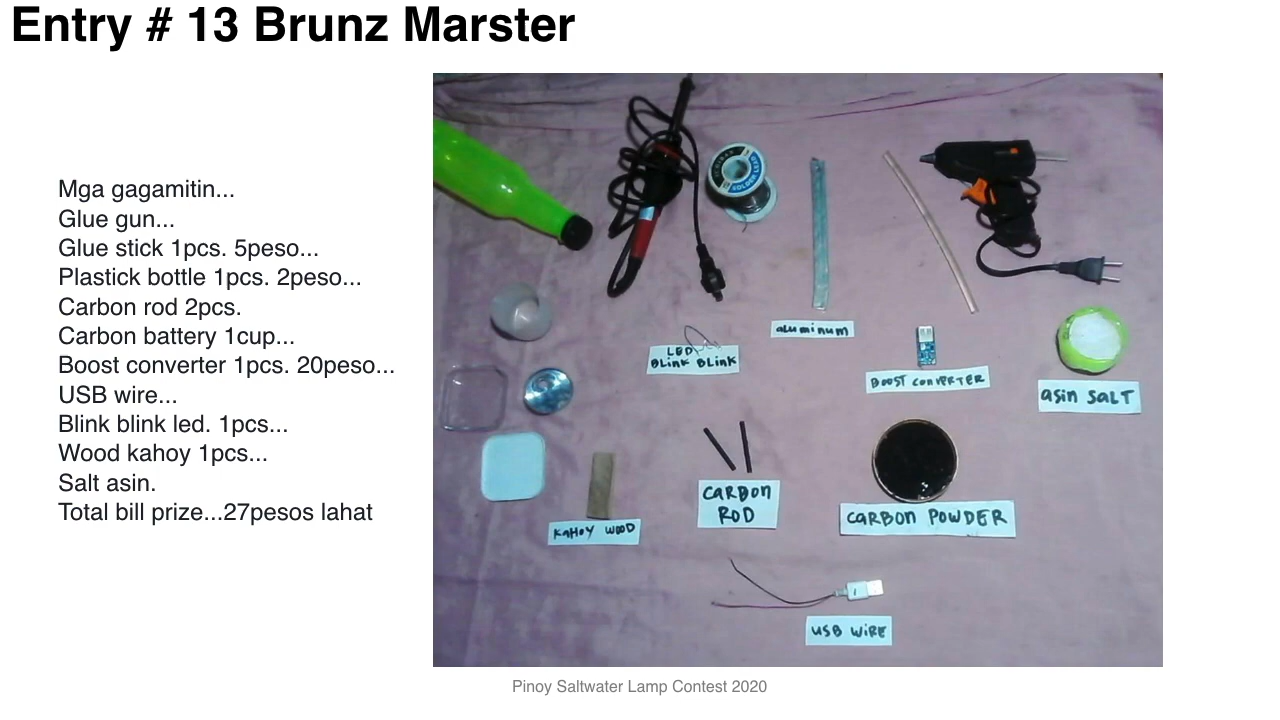 Entry # 13 Brunz Marster
Mga gagamitin...
Glue gun...
Glue stick 1pcs. 5peso...
Plastick bottle 1pcs. 2peso...
Carbon rod 2pcs.
Carbon battery 1cup...
Boost converter 1pcs. 20peso...
USB wire...
Blink blink led. 1pcs...
Wood kahoy 1pcs...
Salt asin.
Total bill prize...27pesos lahat
aluminum
LED
BLink BLink
BOOST CONVERTER
asin SaLT
CaRBon
ROD
CaRBON POWDER
KaHoy WOOD
USB WiRE
Pinoy Saltwater Lamp Contest 2020